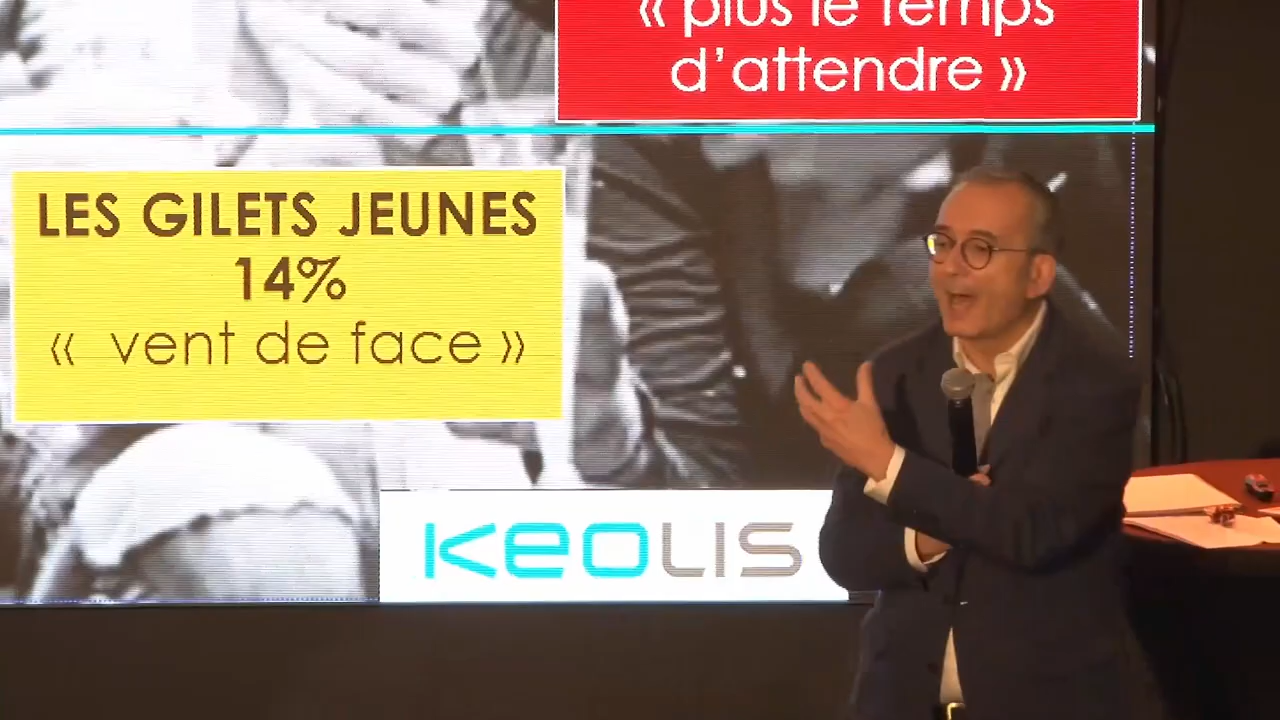 « plus le temps
d’attendre »
LES GILETS JEUNES
14%
«  vent de face »
KEOLIS